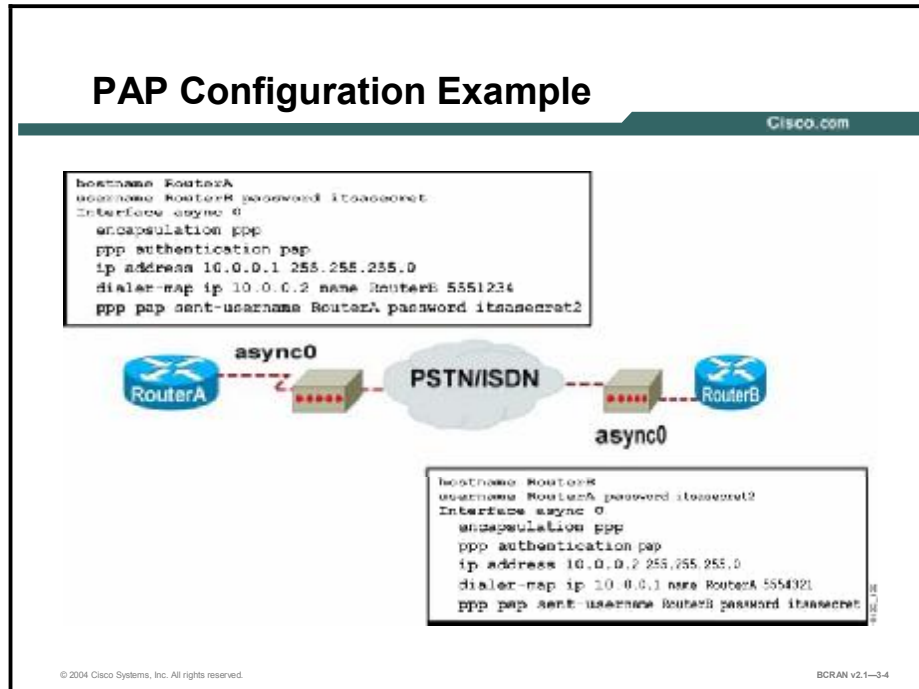 PAP Configuration Example
Cisco.com
hostname RouterA
username RouterB password itsasecret
Interface async 0
encapsulation ppp
ppp authentication pap
ip address 10.0.0.1 255.255.255.0
dialer-map ip 10.0.0.2 name RouterB 5551234
ppp pap sent-username RouterA password itsasecret2
async0
RouterA
PSTN/ISDN
RouterB
async0
hostname RouterB
username RouterA password itsasecret2
Interface async 0
encapsulation ppp
ppp authentication pap
ip address 10.0.0.2 255.255.255.0
dialer-map ip 10.0.0.1 name RouterA 5554321
ppp pap sent-username RouterB password itsasecret
© 2004 Cisco Systems, Inc. All rights reserved.
BCRAN v2.1—3-4